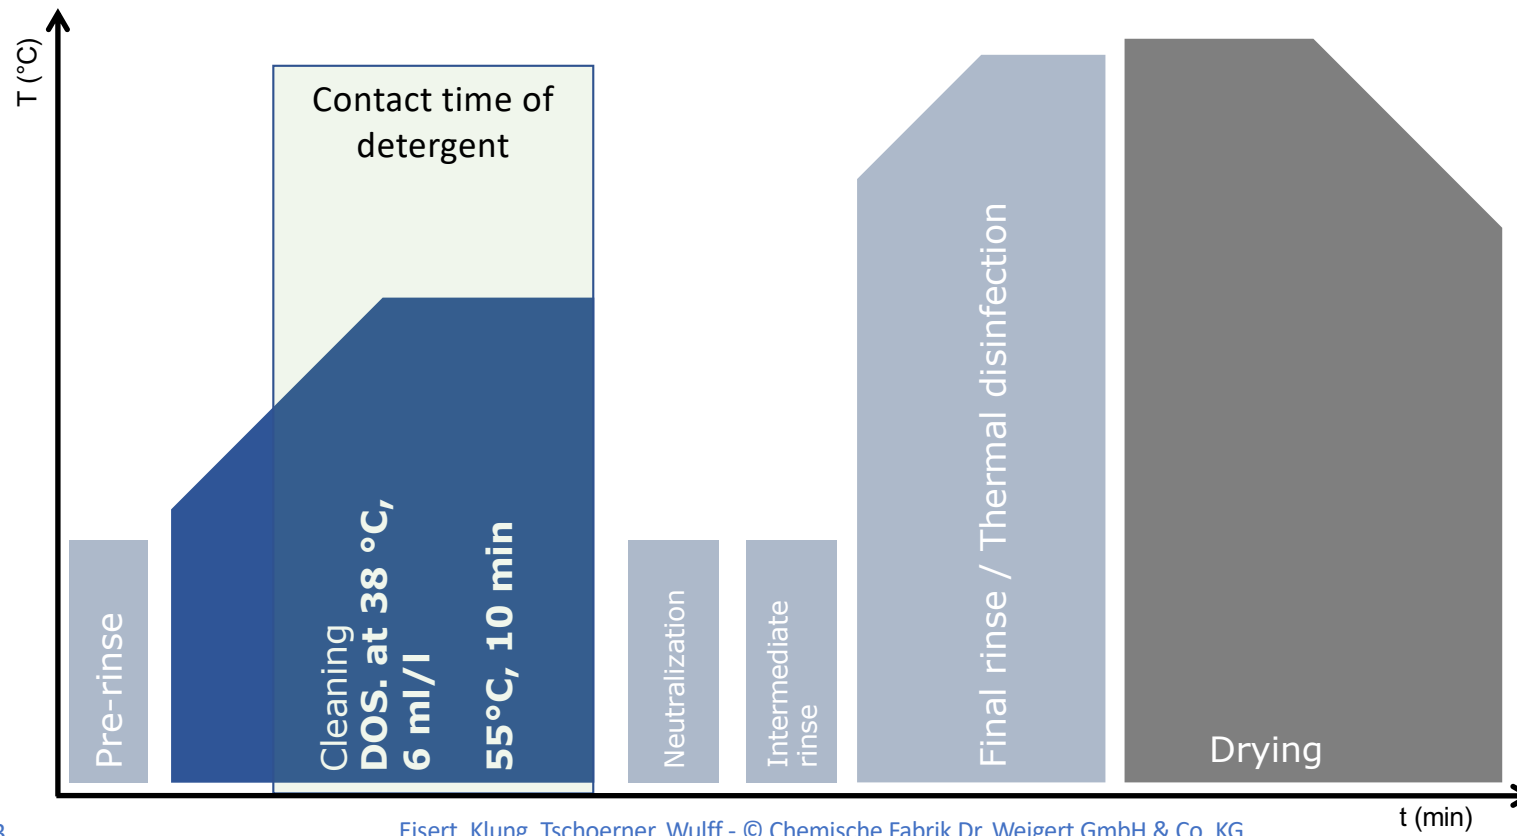 T (°C)
Contact time of
detergent
Pre-rinse
Cleaning
DOS. at 38 °C,
6 ml/l
55°C, 10 min
Neutralization
Intermediate
rinse
Final rinse / Thermal disinfection
Drying
t (min)
Eisert, Klung, Tschoerner, Wulff - © Chemische Fabrik Dr. Weigert GmbH & Co. KG